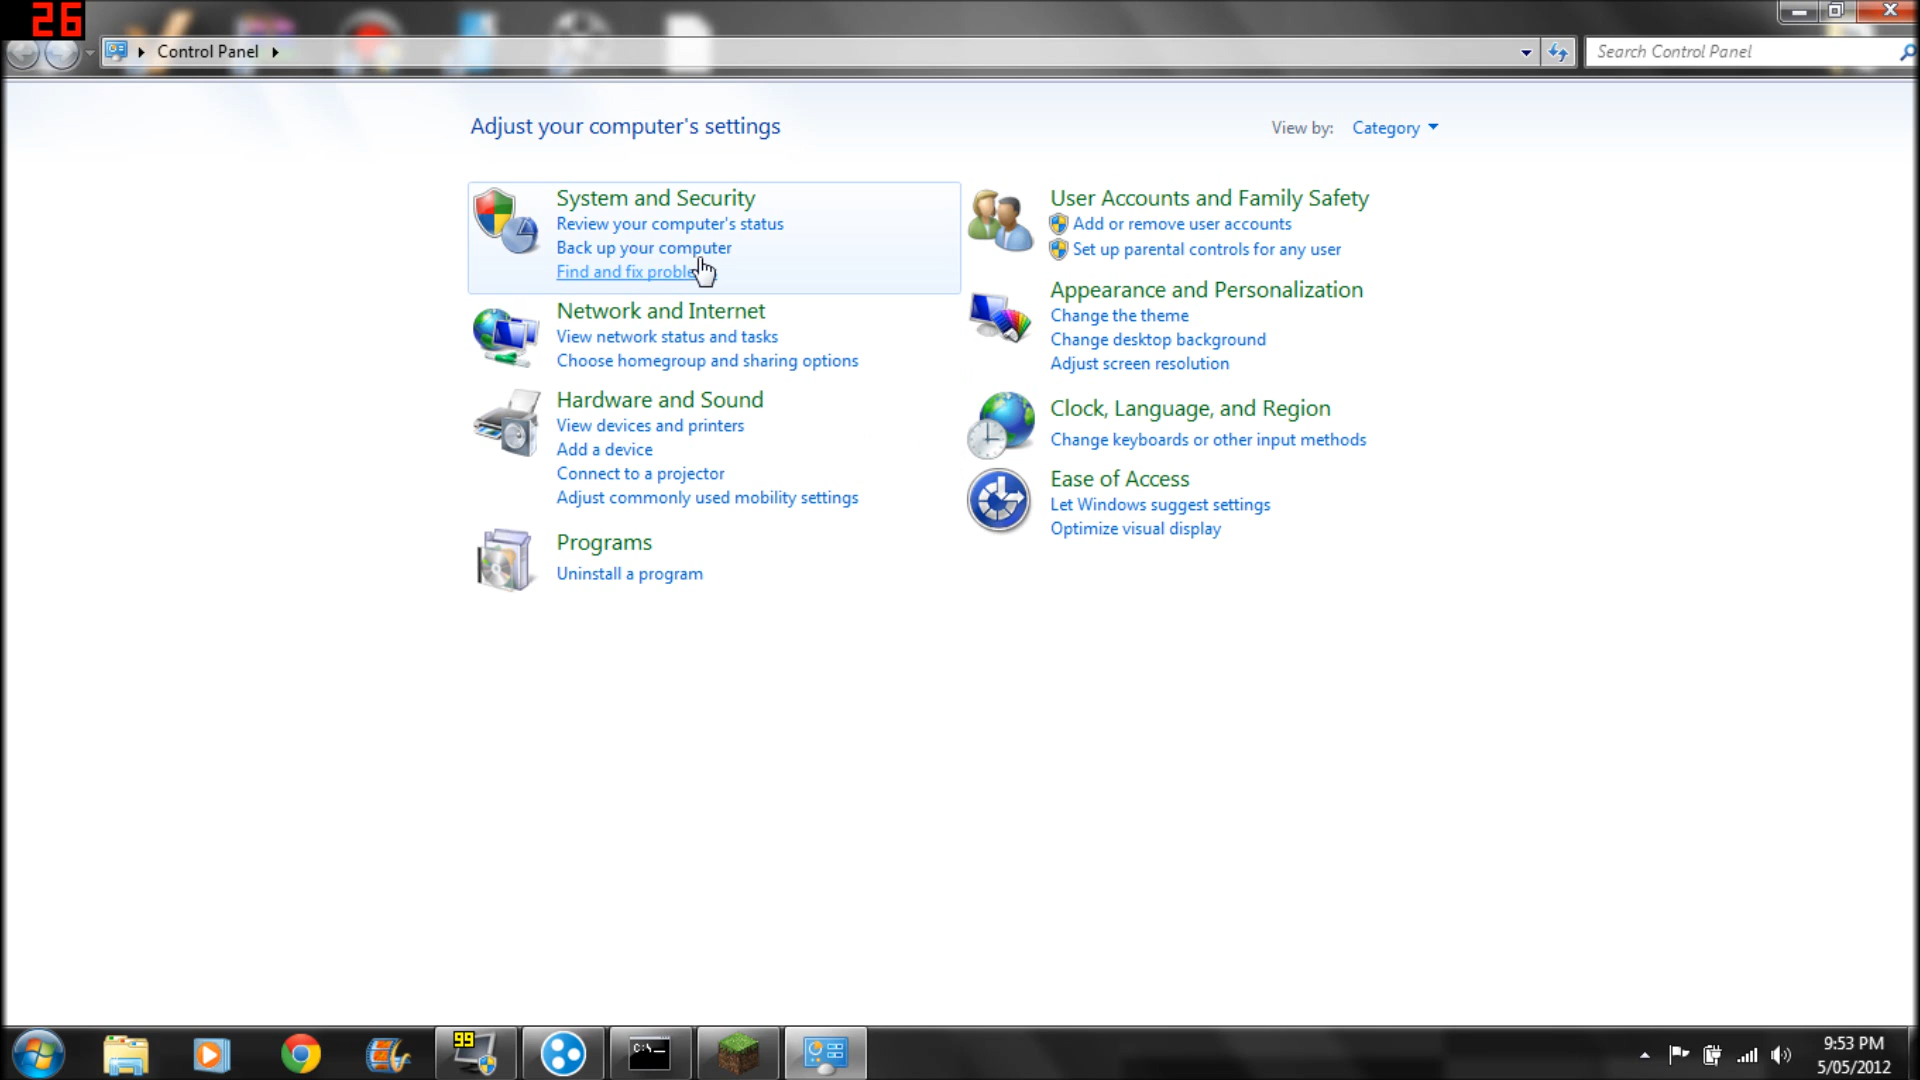 26
Control Panel
Search Control Panel
Adjust your computer's settings
View by: Category
System and Security
Review your computer's status
Back up your computer
Find and fix
Network and Internet
View network status and tasks
Choose homegroup and sharing options
Hardware and Sound
View devices and printers
Add a device
Connect to a projector
Adjust commonly used mobility settings
Programs
Uninstall a program
User Accounts and Family Safety
Add or remove user accounts
Set up parental controls for any user
Appearance and Personalization
Change the theme
Change desktop background
Adjust screen resolution
Clock, Language, and Region
Change keyboards or other input methods
Ease of Access
Let Windows suggest settings
Optimize visual display
99
C:\
9:53 PM
5/05/2012